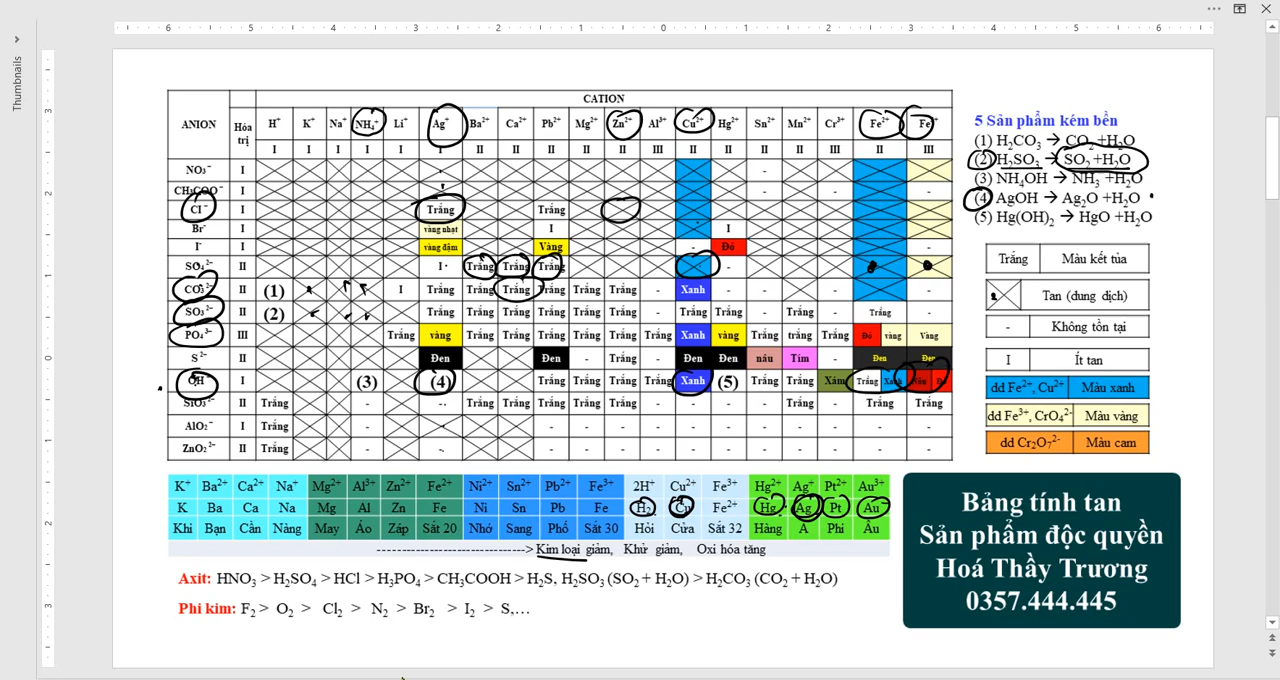 Thumbnails
6 5 4 3 2 1 0 1 2 3
CATION
ANION Hóa trị H⁺ K⁺ Na⁺ NH₄⁺ Li⁺ Ag⁺ Ba²⁺ Ca²⁺ Pb²⁺ Mg²⁺ Zn²⁺ Al³⁺ Cu²⁺ Hg²⁺ Sn²⁺ Mn²⁺ Cr³⁺ Fe²⁺ Fe³⁺
I I I I I I II II II II II III II II II II III II III
NO₃⁻ I -
CH₃COO⁻ I
Cl⁻ I Trắng Trắng
Br⁻ I vàng nhạt I I
I⁻ I vàng đậm Vàng - Đỏ -
SO₄²⁻ II I Trắng Trắng Trắng -
CO₃²⁻ II (1) I Trắng Trắng Trắng Trắng Trắng Trắng - Xanh - - - -
SO₃²⁻ II (2) Trắng Trắng Trắng Trắng Trắng Trắng - Trắng Trắng Trắng Trắng - Trắng -
PO₄³⁻ III Trắng vàng Trắng Trắng Trắng Trắng Trắng Trắng Xanh vàng Trắng trắng Trắng Đỏ vàng Vàng
S²⁻ II Đen Đen - Trắng - Đen Đen nâu Tím - Đen Đen
OH⁻ I (3) (4) Trắng Trắng Trắng Trắng Xanh (5) Trắng Trắng Xám Trắng Xanh Nâu Đỏ
SiO₃²⁻ II Trắng - - Trắng Trắng Trắng Trắng Trắng - - - - Trắng - Trắng Trắng
AlO₂⁻ I Trắng - - - - - - - - - - -
ZnO₂²⁻ II Trắng - - - - - - - - - - - -
5 Sản phẩm kém bền
(1) H₂CO₃ → CO₂ +H₂O
(2) H₂SO₃ → SO₂ +H₂O
(3) NH₄OH → NH₃ +H₂O
(4) AgOH → Ag₂O +H₂O
(5) Hg(OH)₂ → HgO +H₂O
Trắng Màu kết tủa
Tan (dung dịch)
- Không tồn tại
I Ít tan
dd Fe²⁺, Cu²⁺ Màu xanh
dd Fe³⁺, CrO₄²⁻ Màu vàng
dd Cr₂O₇²⁻ Màu cam
K⁺ Ba²⁺ Ca²⁺ Na⁺ Mg²⁺ Al³⁺ Zn²⁺ Fe²⁺ Ni²⁺ Sn²⁺ Pb²⁺ Fe³⁺ 2H⁺ Cu²⁺ Fe³⁺ Hg²⁺ Ag⁺ Pt²⁺ Au³⁺
K Ba Ca Na Mg Al Zn Fe Ni Sn Pb Fe H₂ Cu Fe²⁺ Hg Ag Pt Au
Khi Bạn Cần Nàng May Áo Záp Sắt 20 Nhớ Sang Phố Sắt 30 Hỏi Cửa Sắt 32 Hàng Á Phi Âu
------------------------------> Kim loại giảm, Khử giảm, Oxi hóa tăng
Axit: HNO₃ > H₂SO₄ > HCl > H₃PO₄ > CH₃COOH > H₂S, H₂SO₃ (SO₂ + H₂O) > H₂CO₃ (CO₂ + H₂O)
Phi kim: F₂ > O₂ > Cl₂ > N₂ > Br₂ > I₂ > S,…
Bảng tính tan
Sản phẩm độc quyền
Hoá Thầy Trương
0357.444.445